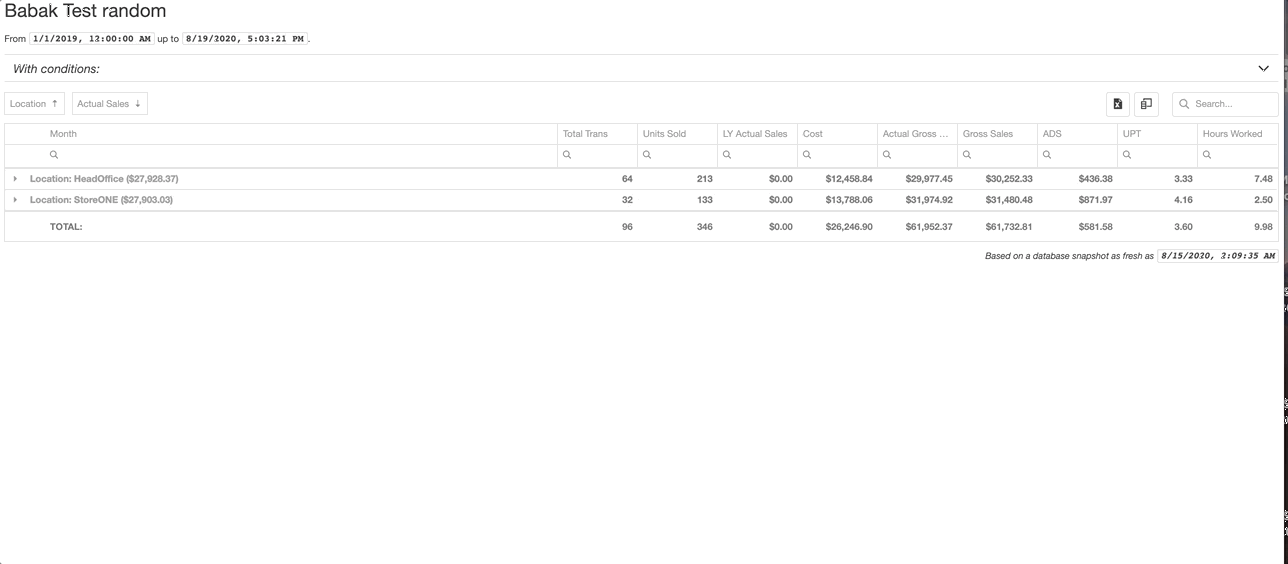 Babak Test random
From 1/1/2019, 12:00:00 AM up to 8/19/2020, 5:03:21 PM.
With conditions:
Location ↑ Actual Sales ↓ Search...
Month Total Trans Units Sold LY Actual Sales Cost Actual Gross ... Gross Sales ADS UPT Hours Worked
Location: HeadOffice ($27,928.37) 64 213 $0.00 $12,458.84 $29,977.45 $30,252.33 $436.38 3.33 7.48
Location: StoreONE ($27,903.03) 32 133 $0.00 $13,788.06 $31,974.92 $31,480.48 $871.97 4.16 2.50
TOTAL: 96 346 $0.00 $26,246.90 $61,952.37 $61,732.81 $581.58 3.60 9.98
Based on a database snapshot as fresh as 8/15/2020, 2:09:35 AM